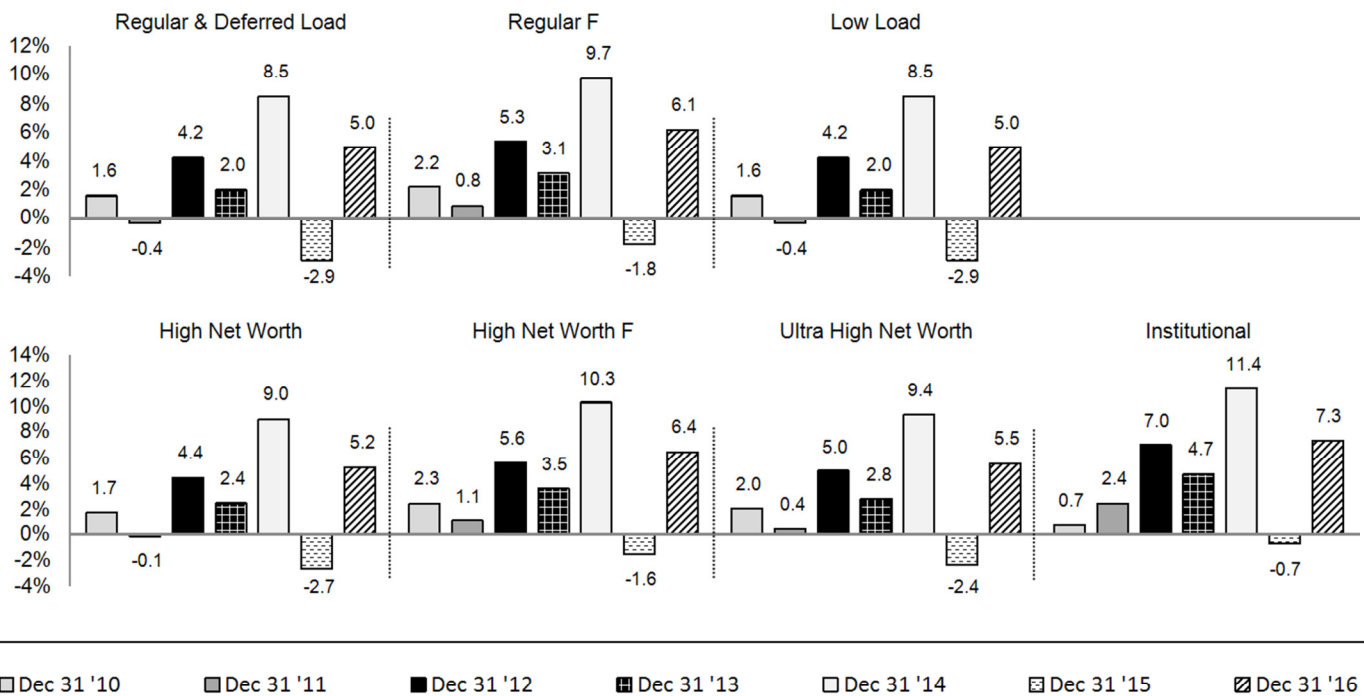 Regular & Deferred Load Regular F Low Load
12%
10%
8%
6%
4%
2%
0%
-2%
-4%
1.6 -0.4 4.2 2.0 8.5 -2.9 5.0
2.2 0.8 5.3 3.1 9.7 -1.8 6.1
1.6 -0.4 4.2 2.0 8.5 -2.9 5.0
High Net Worth High Net Worth F Ultra High Net Worth Institutional
14%
12%
10%
8%
6%
4%
2%
0%
-2%
-4%
1.7 -0.1 4.4 2.4 9.0 -2.7 5.2
2.3 1.1 5.6 3.5 10.3 -1.6 6.4
2.0 0.4 5.0 2.8 9.4 -2.4 5.5
0.7 2.4 7.0 4.7 11.4 -0.7 7.3
Dec 31 '10 Dec 31 '11 Dec 31 '12 Dec 31 '13 Dec 31 '14 Dec 31 '15 Dec 31 '16